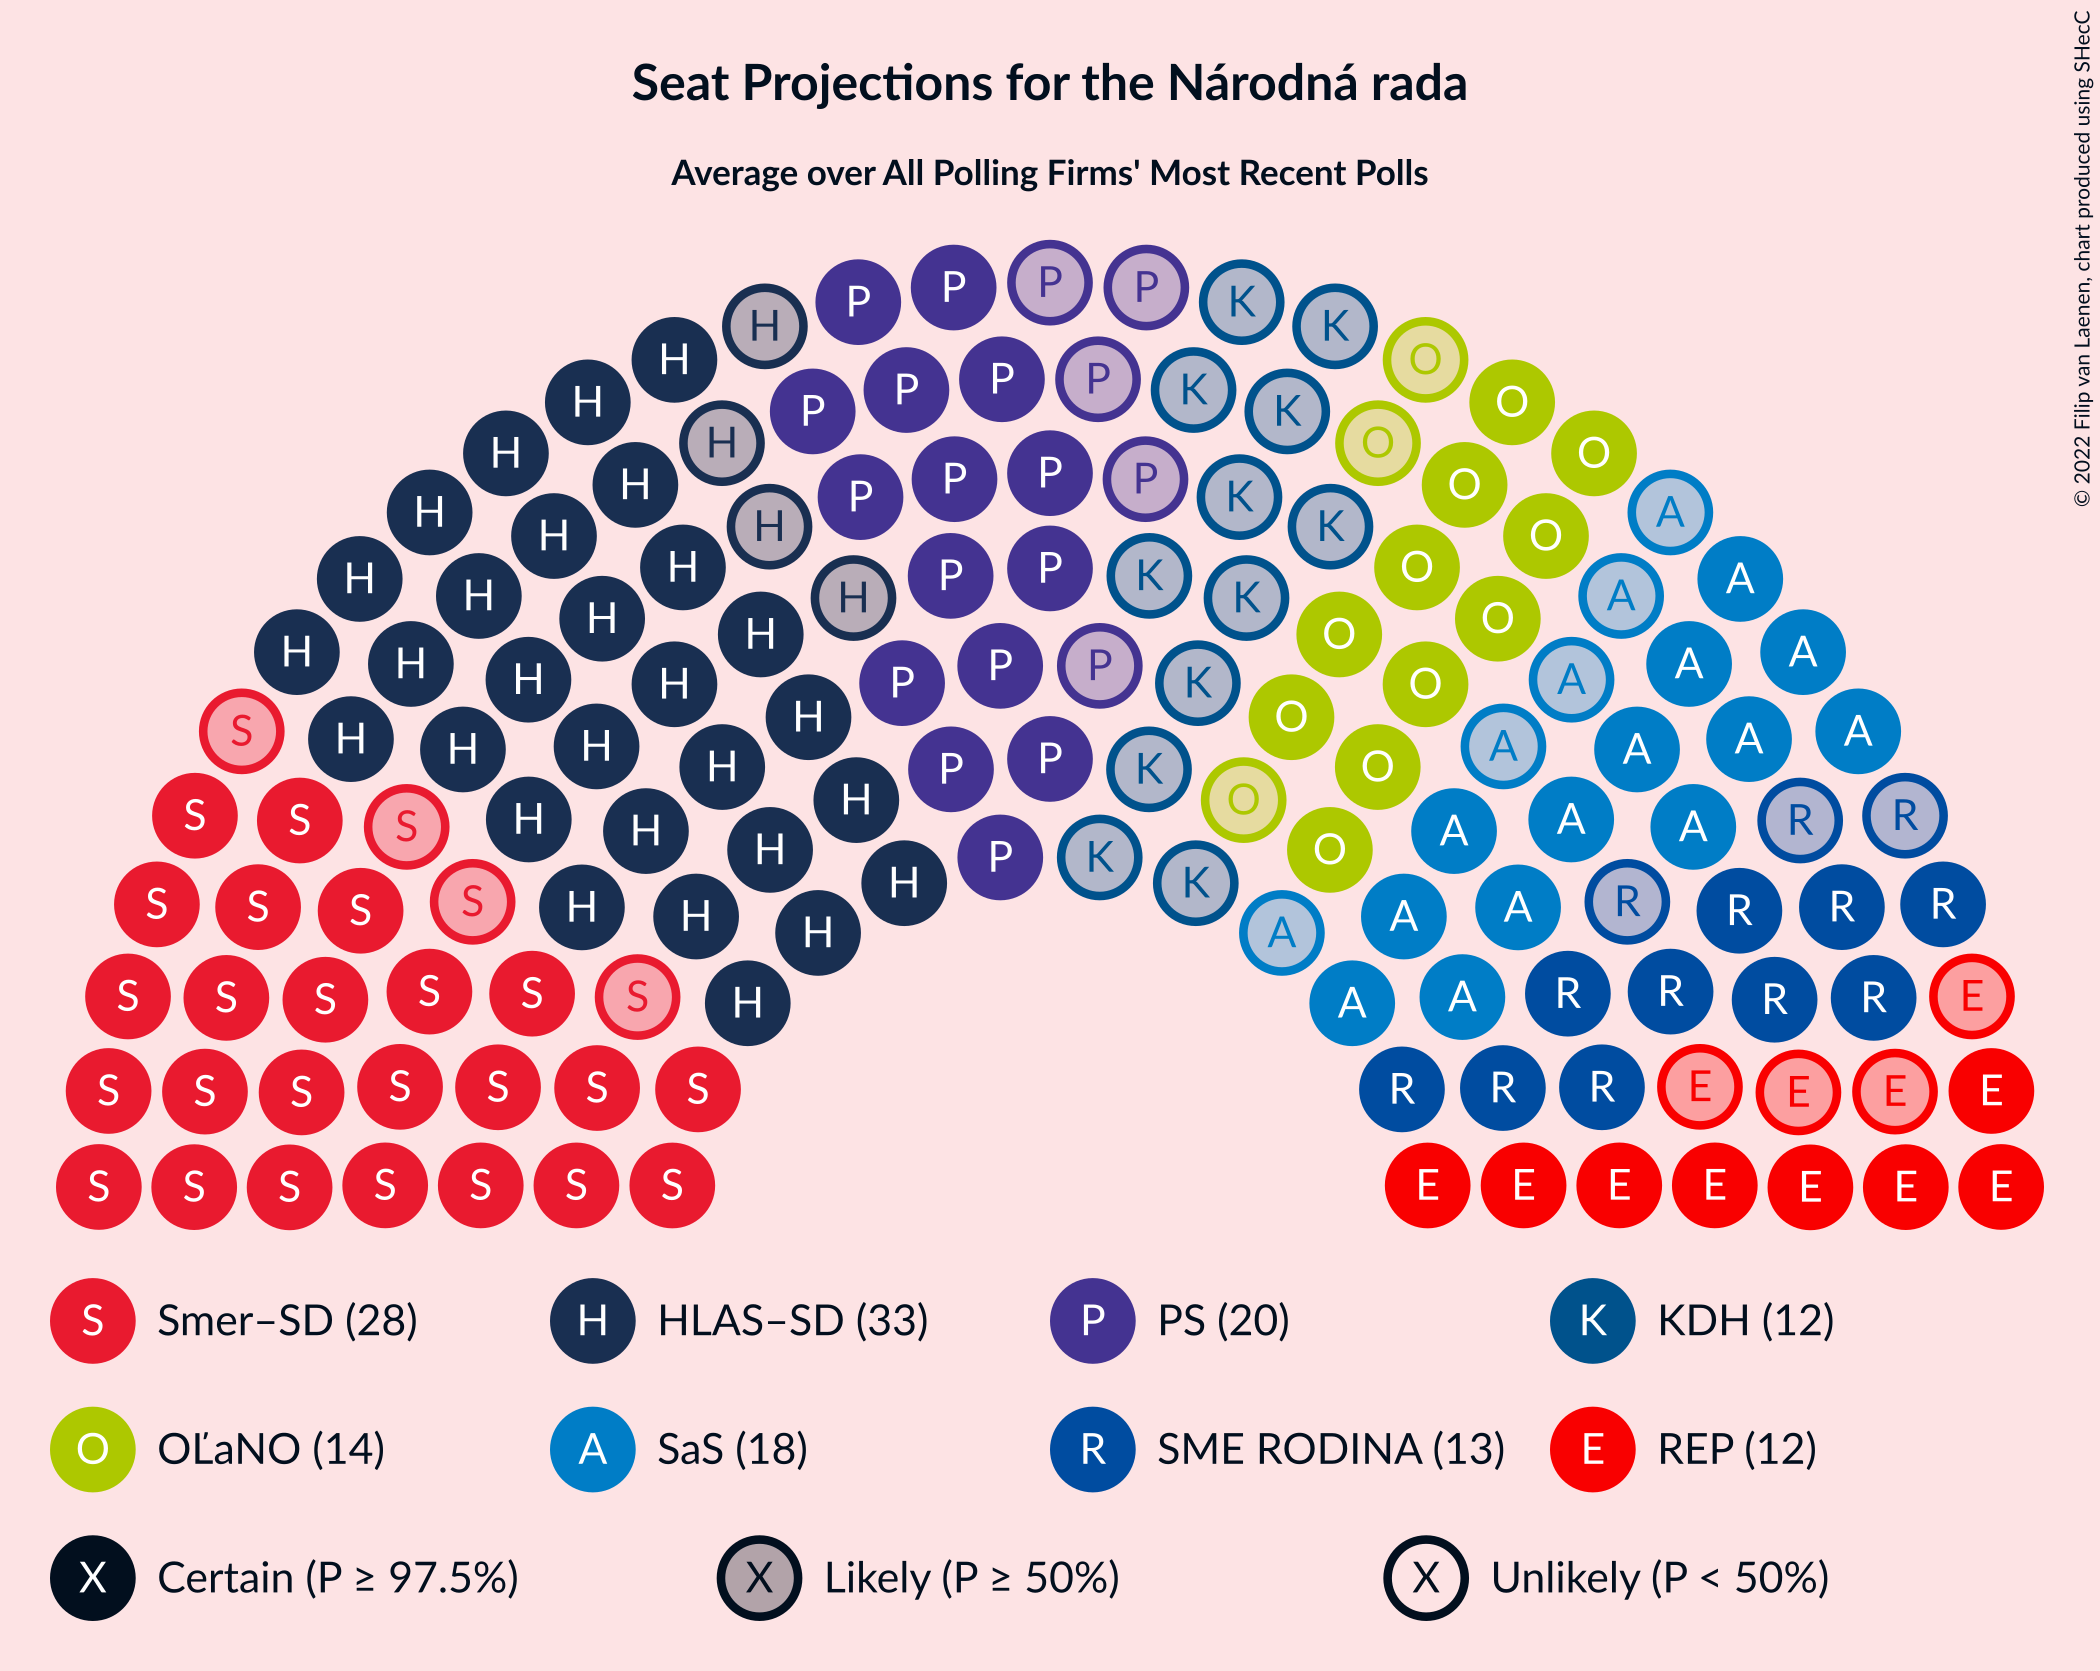 Seat Projections for the Národná rada
Average over All Polling Firms' Most Recent Polls
© 2022 Filip van Laenen, chart produced using SHecC
P P P P K K
H H O O
H P P P P K K O O
H H O O A
H H P P P P K K O O
H H H H H P P K K O O A A
H H H H P P P K O O A A A
S H H H H H P P K O O A A A A
S S S H H H H P K K O A A A R R
S S S S H H H H A A A R R R R
S S S S S S H A A R R R R E
S S S S S S S R R R E E E E
S S S S S S S E E E E E E E
S Smer–SD (28) H HLAS–SD (33) P PS (20) K KDH (12)
O OĽaNO (14) A SaS (18) R SME RODINA (13) E REP (12)
X Certain (P ≥ 97.5%) X Likely (P ≥ 50%) X Unlikely (P < 50%)